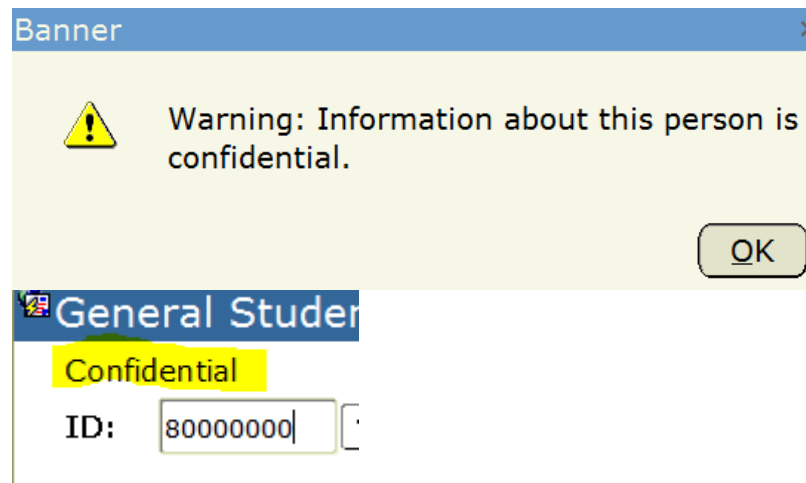 Banner
Warning: Information about this person is
confidential.
OK
General Studen
Confidential
ID: 80000000